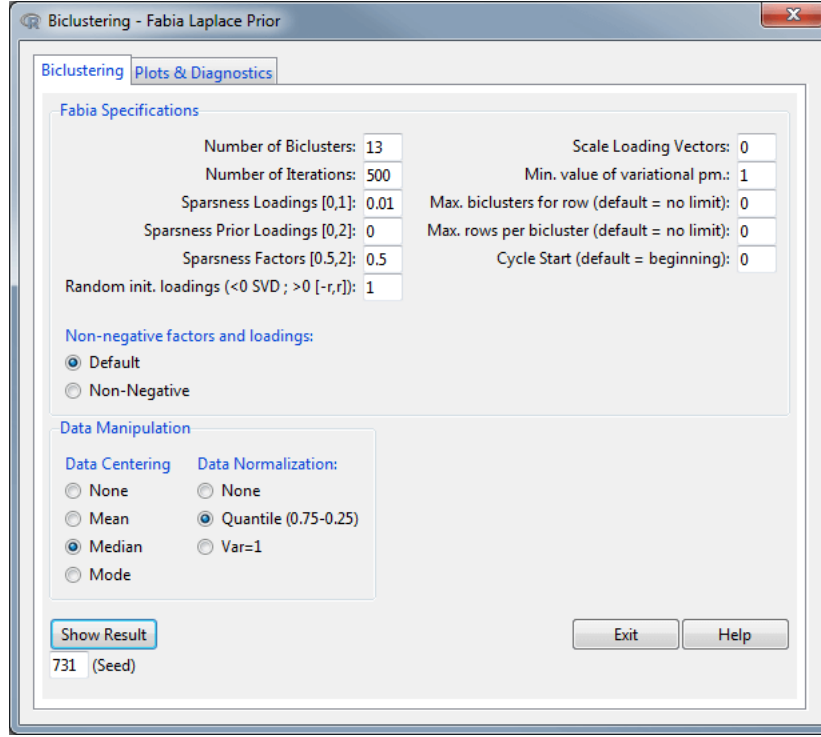 Biclustering - Fabia Laplace Prior
Biclustering Plots & Diagnostics
Fabia Specifications
Number of Biclusters: 13
Number of Iterations: 500
Sparsness Loadings [0,1]: 0.01
Sparsness Prior Loadings [0,2]: 0
Sparsness Factors [0.5,2]: 0.5
Random init. loadings (<0 SVD ; >0 [-r,r]): 1
Scale Loading Vectors: 0
Min. value of variational pm.: 1
Max. biclusters for row (default = no limit): 0
Max. rows per bicluster (default = no limit): 0
Cycle Start (default = beginning): 0
Non-negative factors and loadings:
Default
Non-Negative
Data Manipulation
Data Centering
None
Mean
Median
Mode
Data Normalization:
None
Quantile (0.75-0.25)
Var=1
Show Result
Exit
Help
731 (Seed)